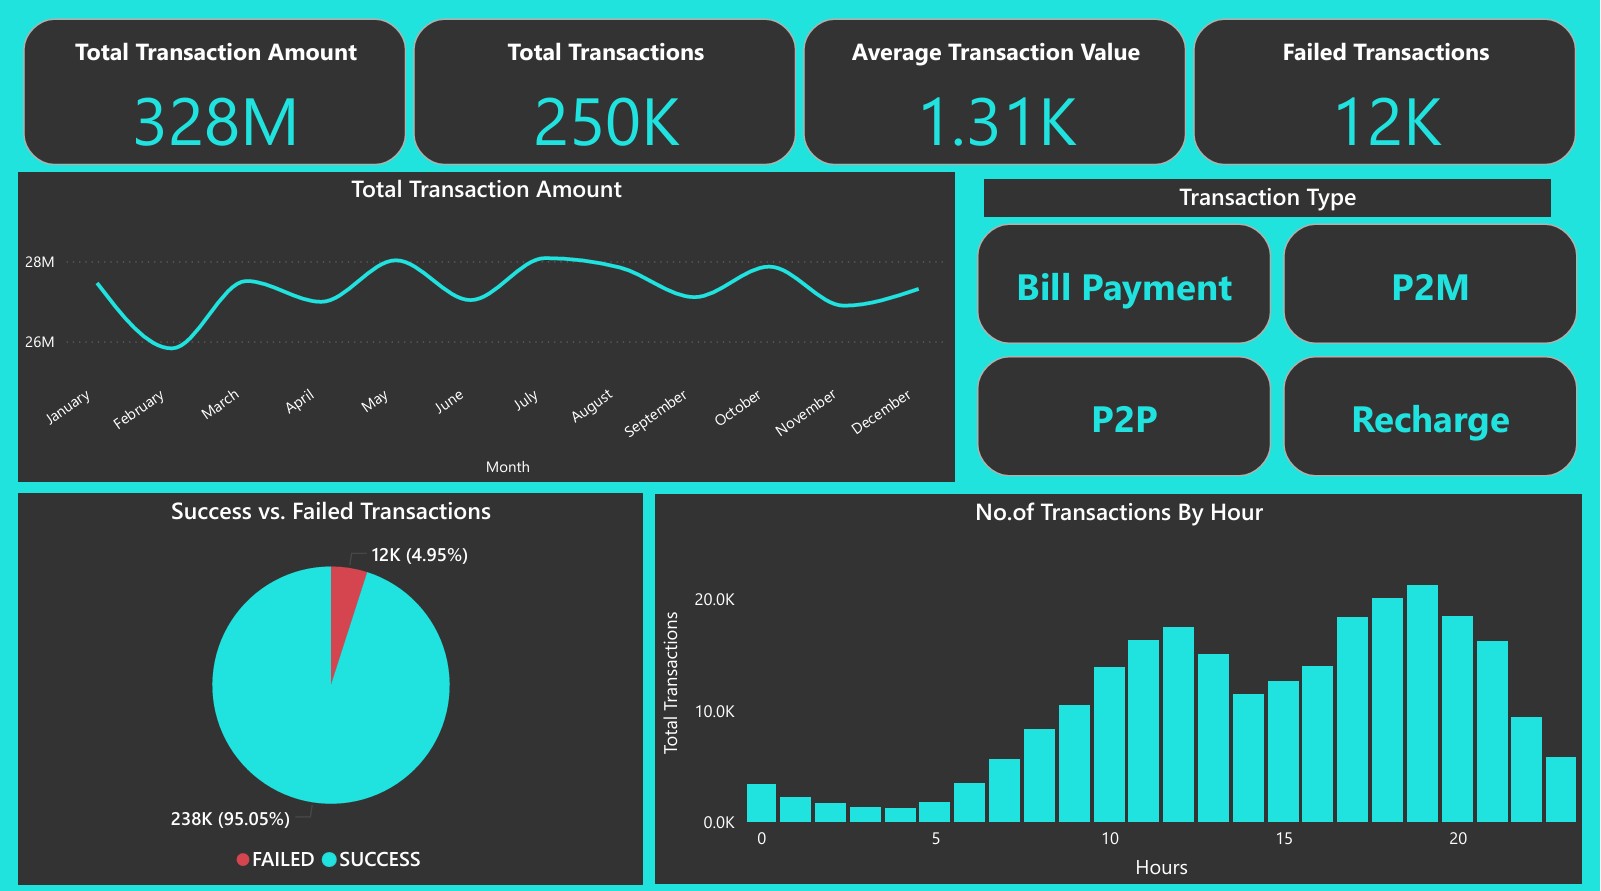 Total Transaction Amount
328M
Total Transactions
250K
Average Transaction Value
1.31K
Failed Transactions
12K
Total Transaction Amount
28M
26M
January
February
March
April
May
June
July
August
September
October
November
December
Month
Transaction Type
Bill Payment
P2M
P2P
Recharge
Success vs. Failed Transactions
12K (4.95%)
238K (95.05%)
FAILED SUCCESS
No.of Transactions By Hour
Total Transactions
20.0K
10.0K
0.0K
0 5 10 15 20
Hours